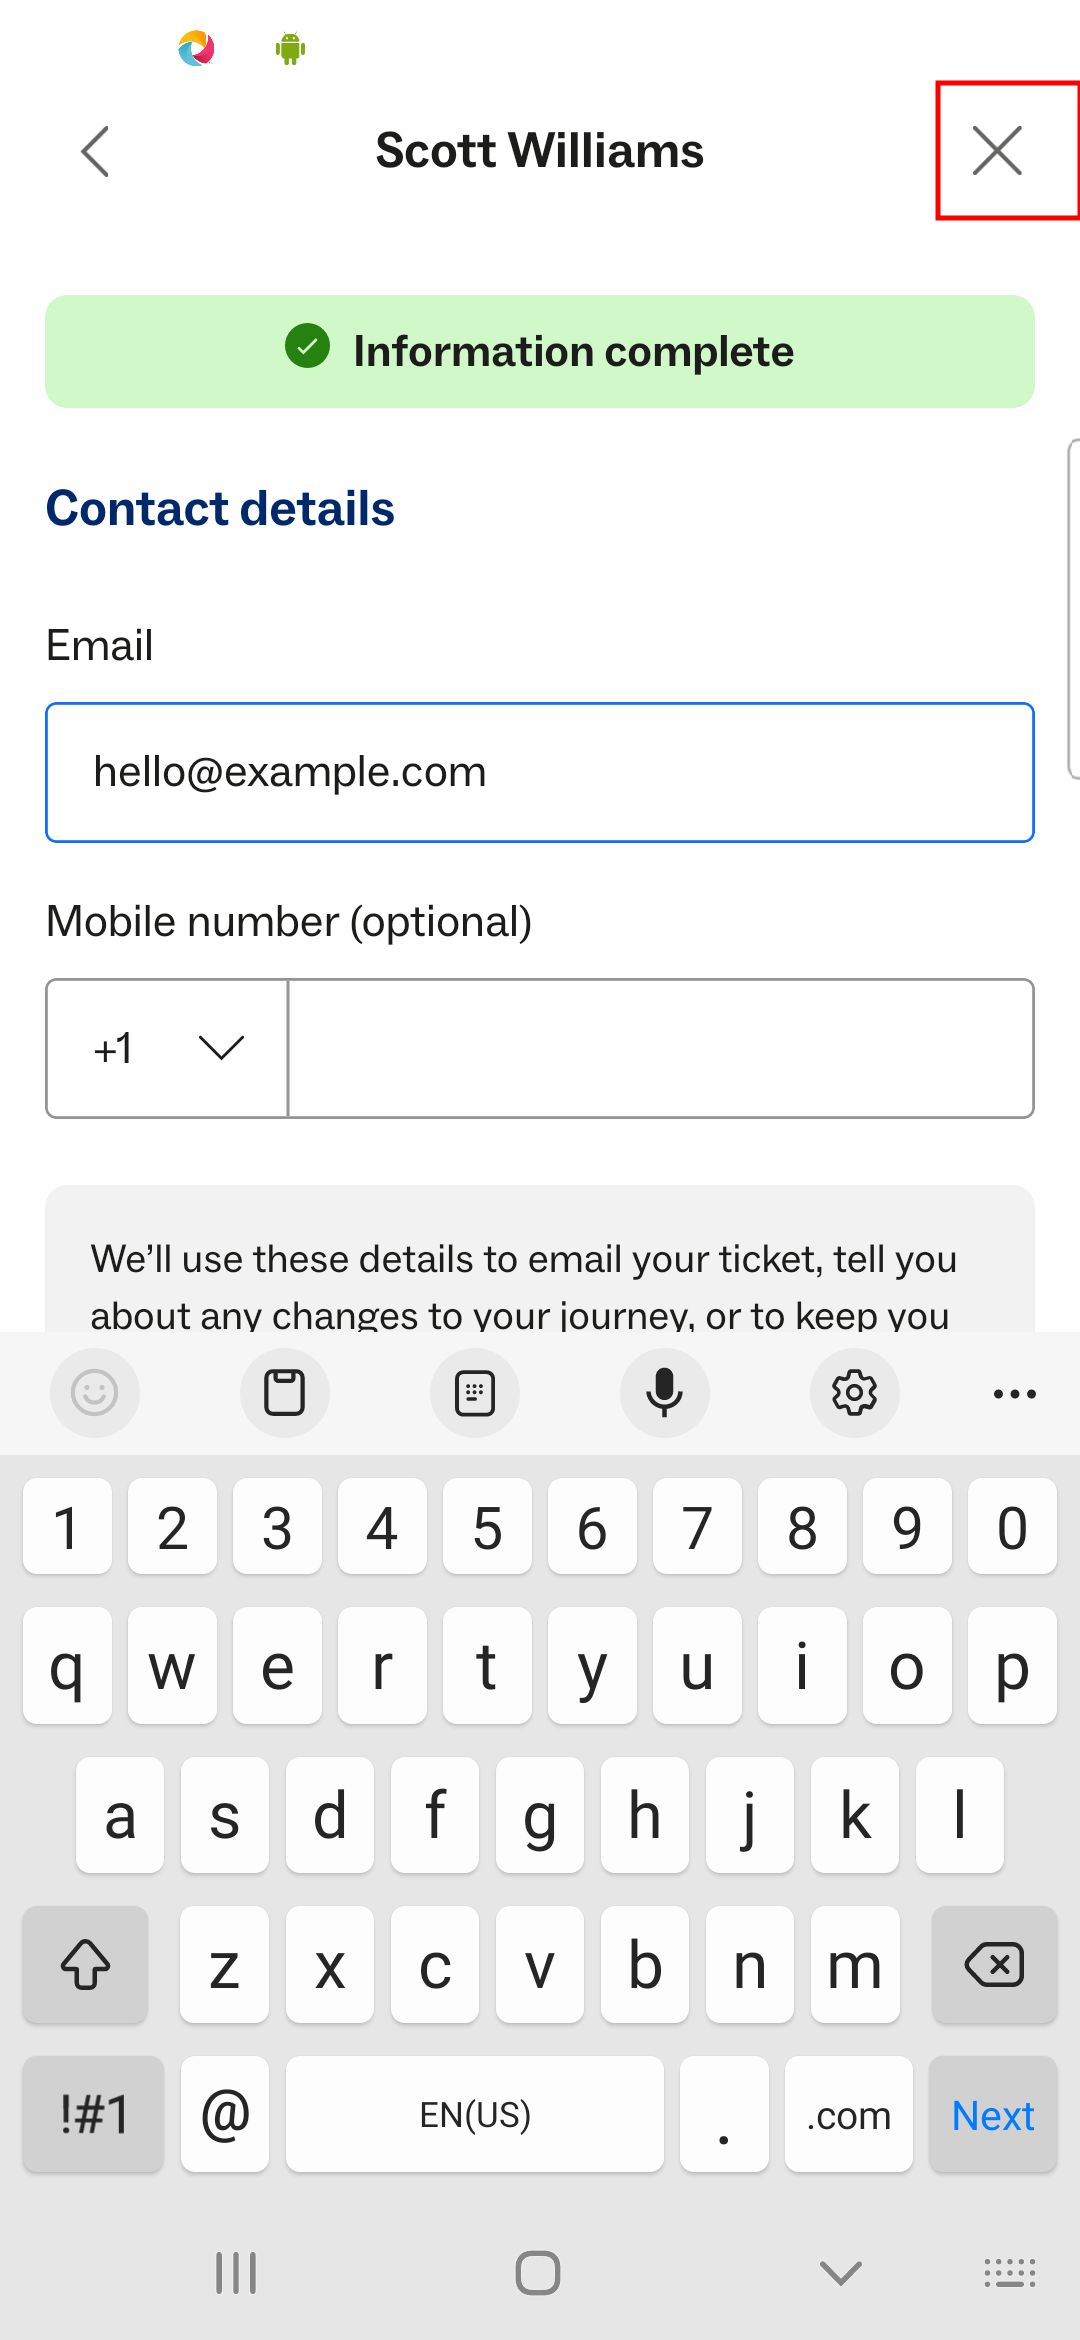 Scott Williams
Information complete
Contact details
Email
hello@example.com
Mobile number (optional)
+1
We’ll use these details to email your ticket, tell you
about any changes to your journey, or to keep you
1 2 3 4 5 6 7 8 9 0
q w e r t y u i o p
a s d f g h j k l
z x c v b n m
!#1 @ EN(US) . .com Next